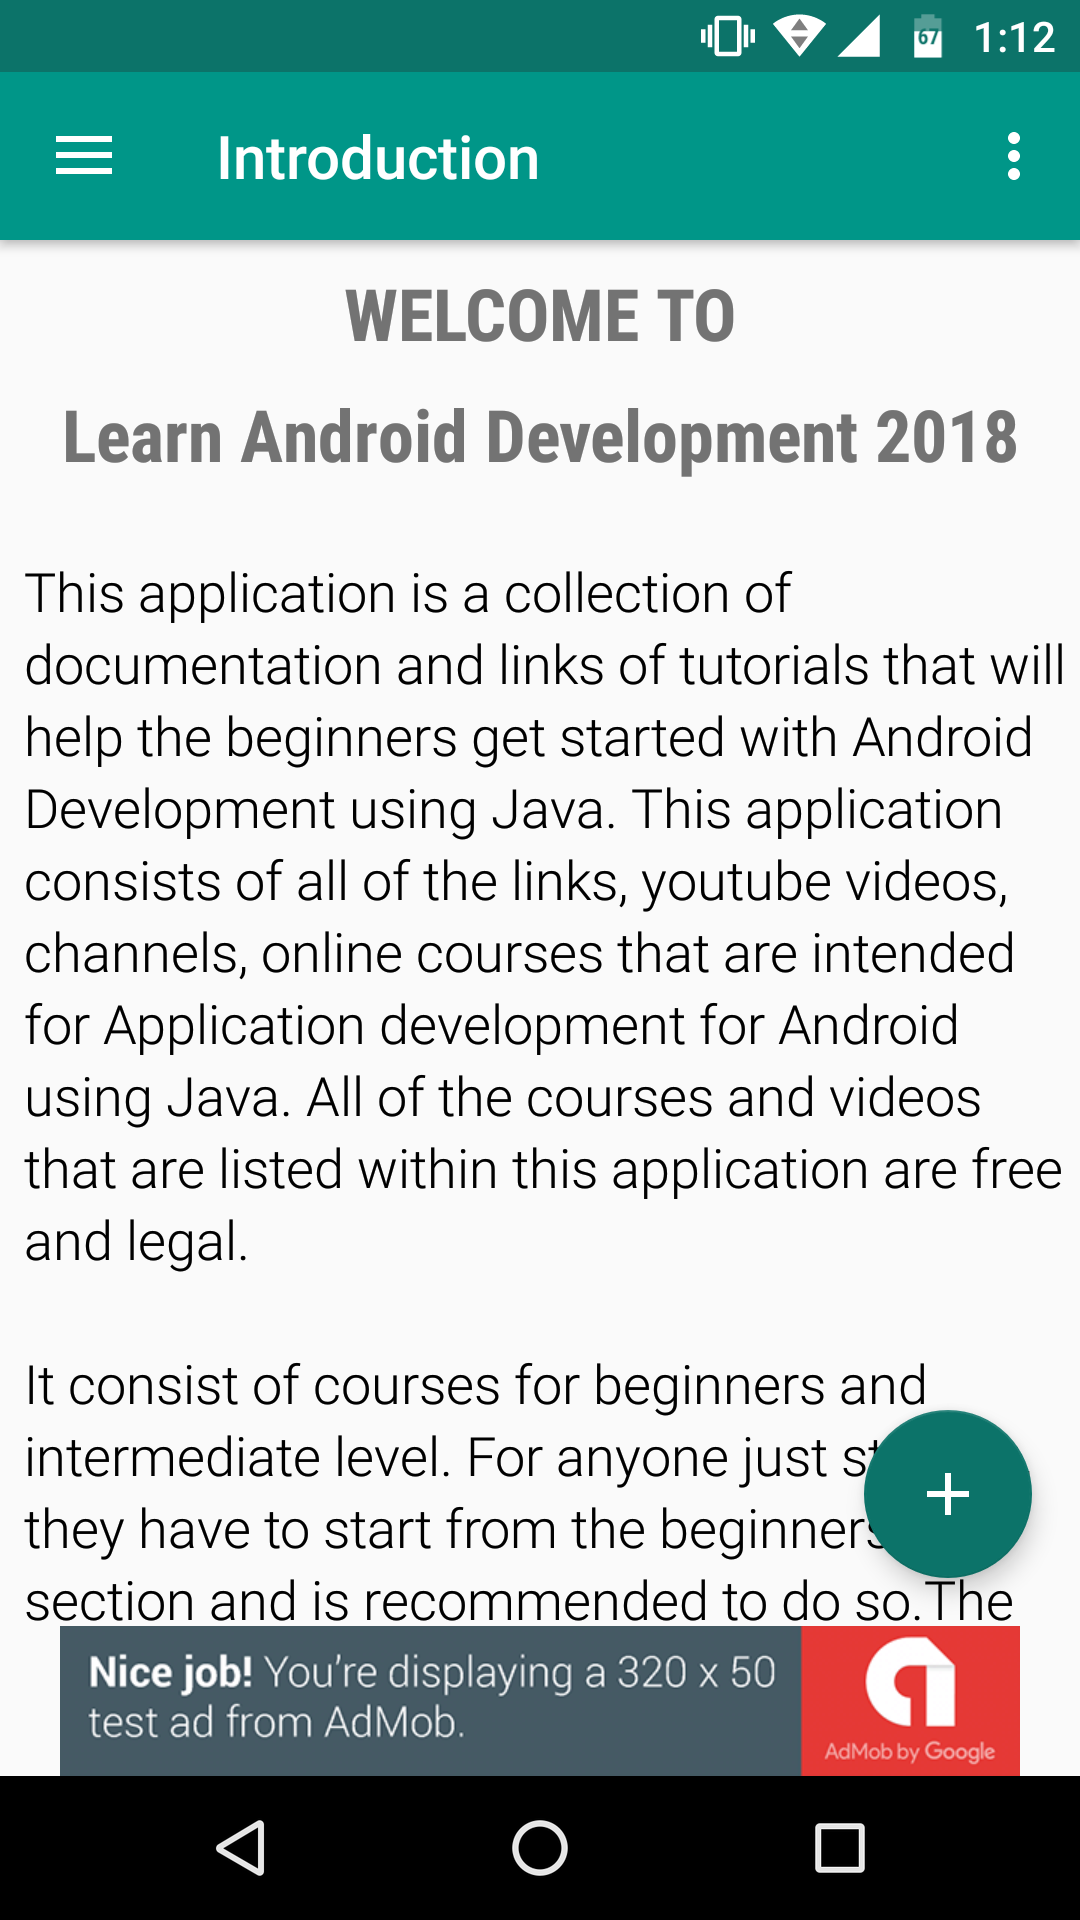 67 1:12
Introduction
WELCOME TO
Learn Android Development 2018
This application is a collection of
documentation and links of tutorials that will
help the beginners get started with Android
Development using Java. This application
consists of all of the links, youtube videos,
channels, online courses that are intended
for Application development for Android
using Java. All of the courses and videos
that are listed within this application are free
and legal.
It consist of courses for beginners and
intermediate level. For anyone just
they have to start from the beginners
section and is recommended to do so.The
Nice job! You're displaying a 320 x 50
test ad from AdMob.
AdMob by Google